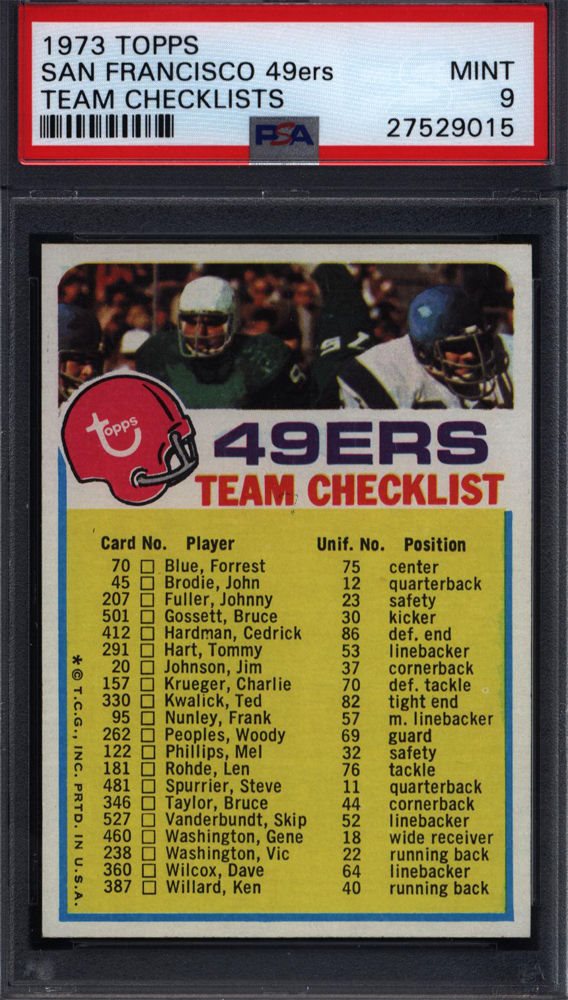 1973 TOPPS
SAN FRANCISCO 49ers MINT
TEAM CHECKLISTS 9
PSA 27529015
topps
49ERS
TEAM CHECKLIST
Card No. Player Unif. No. Position
70 □ Blue, Forrest 75 center
45 □ Brodie, John 12 quarterback
207 □ Fuller, Johnny 23 safety
501 □ Gossett, Bruce 30 kicker
412 □ Hardman, Cedrick 86 def. end
291 □ Hart, Tommy 53 linebacker
20 □ Johnson, Jim 37 cornerback
157 □ Krueger, Charlie 70 def. tackle
330 □ Kwalick, Ted 82 tight end
95 □ Nunley, Frank 57 m. linebacker
262 □ Peoples, Woody 69 guard
122 □ Phillips, Mel 32 safety
181 □ Rohde, Len 76 tackle
481 □ Spurrier, Steve 11 quarterback
346 □ Taylor, Bruce 44 cornerback
527 □ Vanderbundt, Skip 52 linebacker
460 □ Washington, Gene 18 wide receiver
238 □ Washington, Vic 22 running back
360 □ Wilcox, Dave 64 linebacker
387 □ Willard, Ken 40 running back
*© T.C.G., INC. PRTD. IN U.S.A.